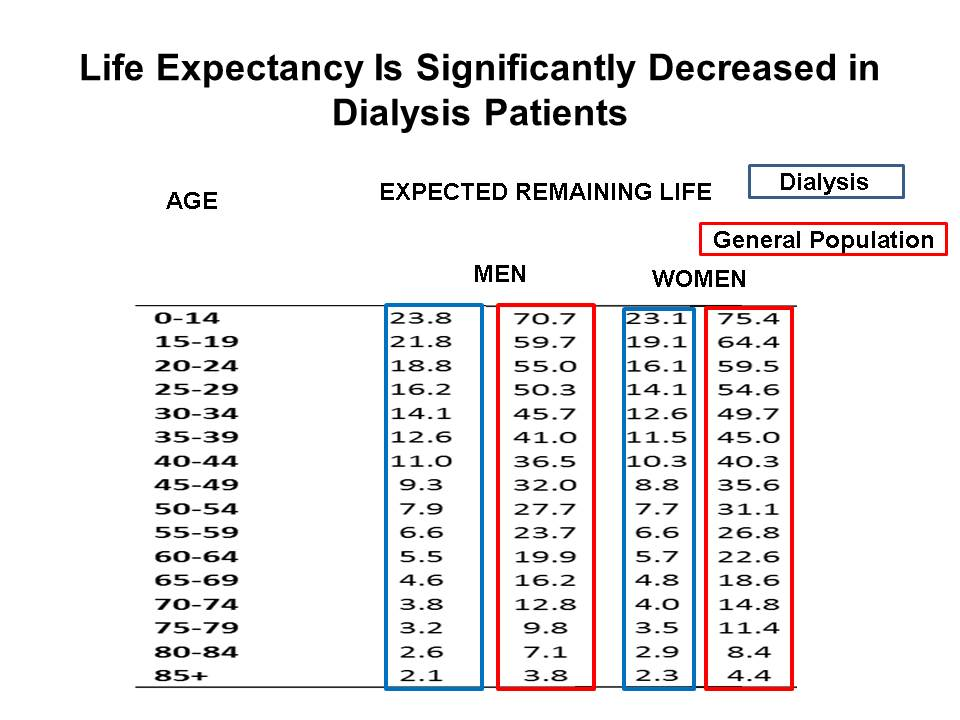 Life Expectancy Is Significantly Decreased in
Dialysis Patients
AGE
EXPECTED REMAINING LIFE
Dialysis
General Population
MEN
WOMEN
0-14 23.8 70.7 23.1 75.4
15-19 21.8 59.7 19.1 64.4
20-24 18.8 55.0 16.1 59.5
25-29 16.2 50.3 14.1 54.6
30-34 14.1 45.7 12.6 49.7
35-39 12.6 41.0 11.5 45.0
40-44 11.0 36.5 10.3 40.3
45-49 9.3 32.0 8.8 35.6
50-54 7.9 27.7 7.7 31.1
55-59 6.6 23.7 6.6 26.8
60-64 5.5 19.9 5.7 22.6
65-69 4.6 16.2 4.8 18.6
70-74 3.8 12.8 4.0 14.8
75-79 3.2 9.8 3.5 11.4
80-84 2.6 7.1 2.9 8.4
85+ 2.1 3.8 2.3 4.4